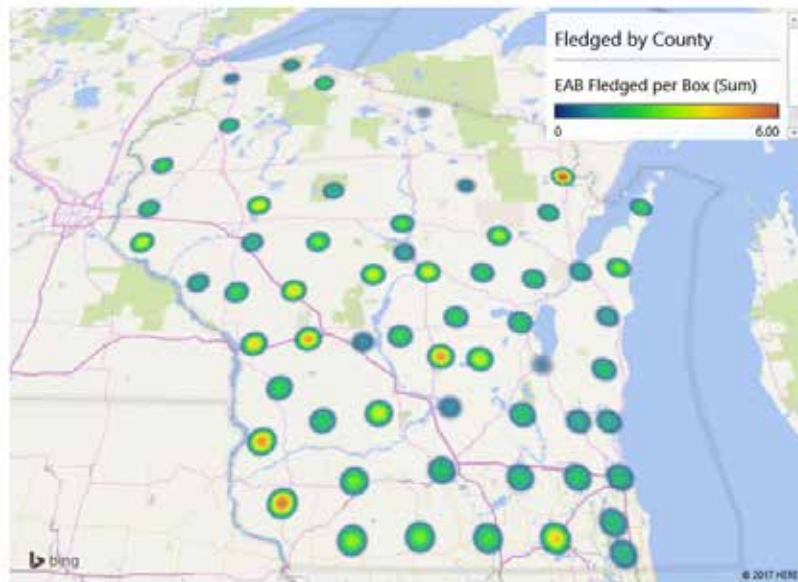 Fledged by County
EAB Fledged per Box (Sum)
0 6.00
bing
© 2017 HERE